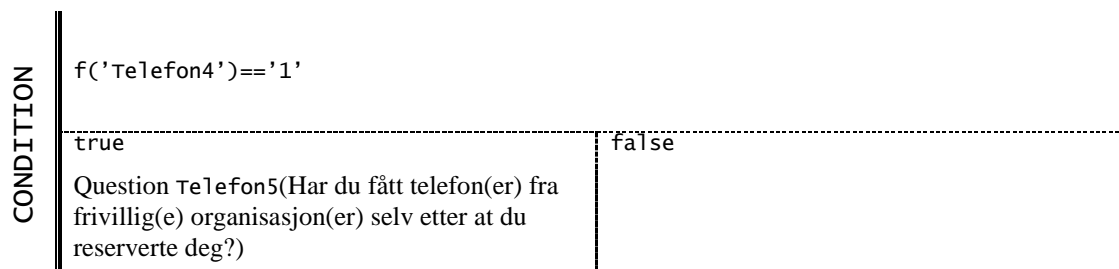 CONDITION
f('Telefon4')=='1'
true
Question Telefon5(Har du fått telefon(er) fra
frivillig(e) organisasjon(er) selv etter at du
reserverte deg?)
false